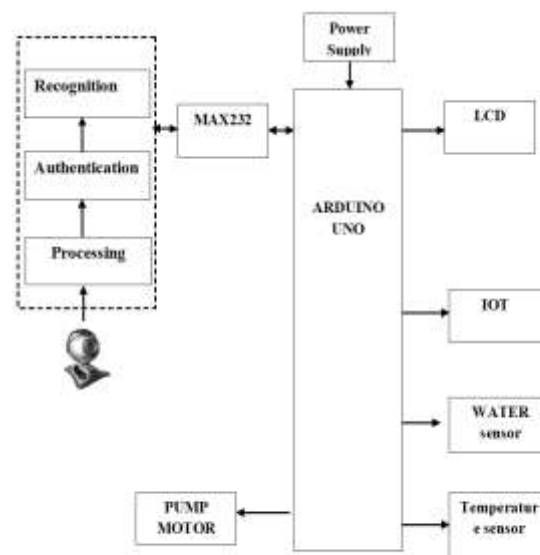 Power
Supply
Recognition
MAX232
LCD
Authentication
ARDUINO
UNO
Processing
IOT
WATER
sensor
PUMP
MOTOR
Temperatur
e sensor